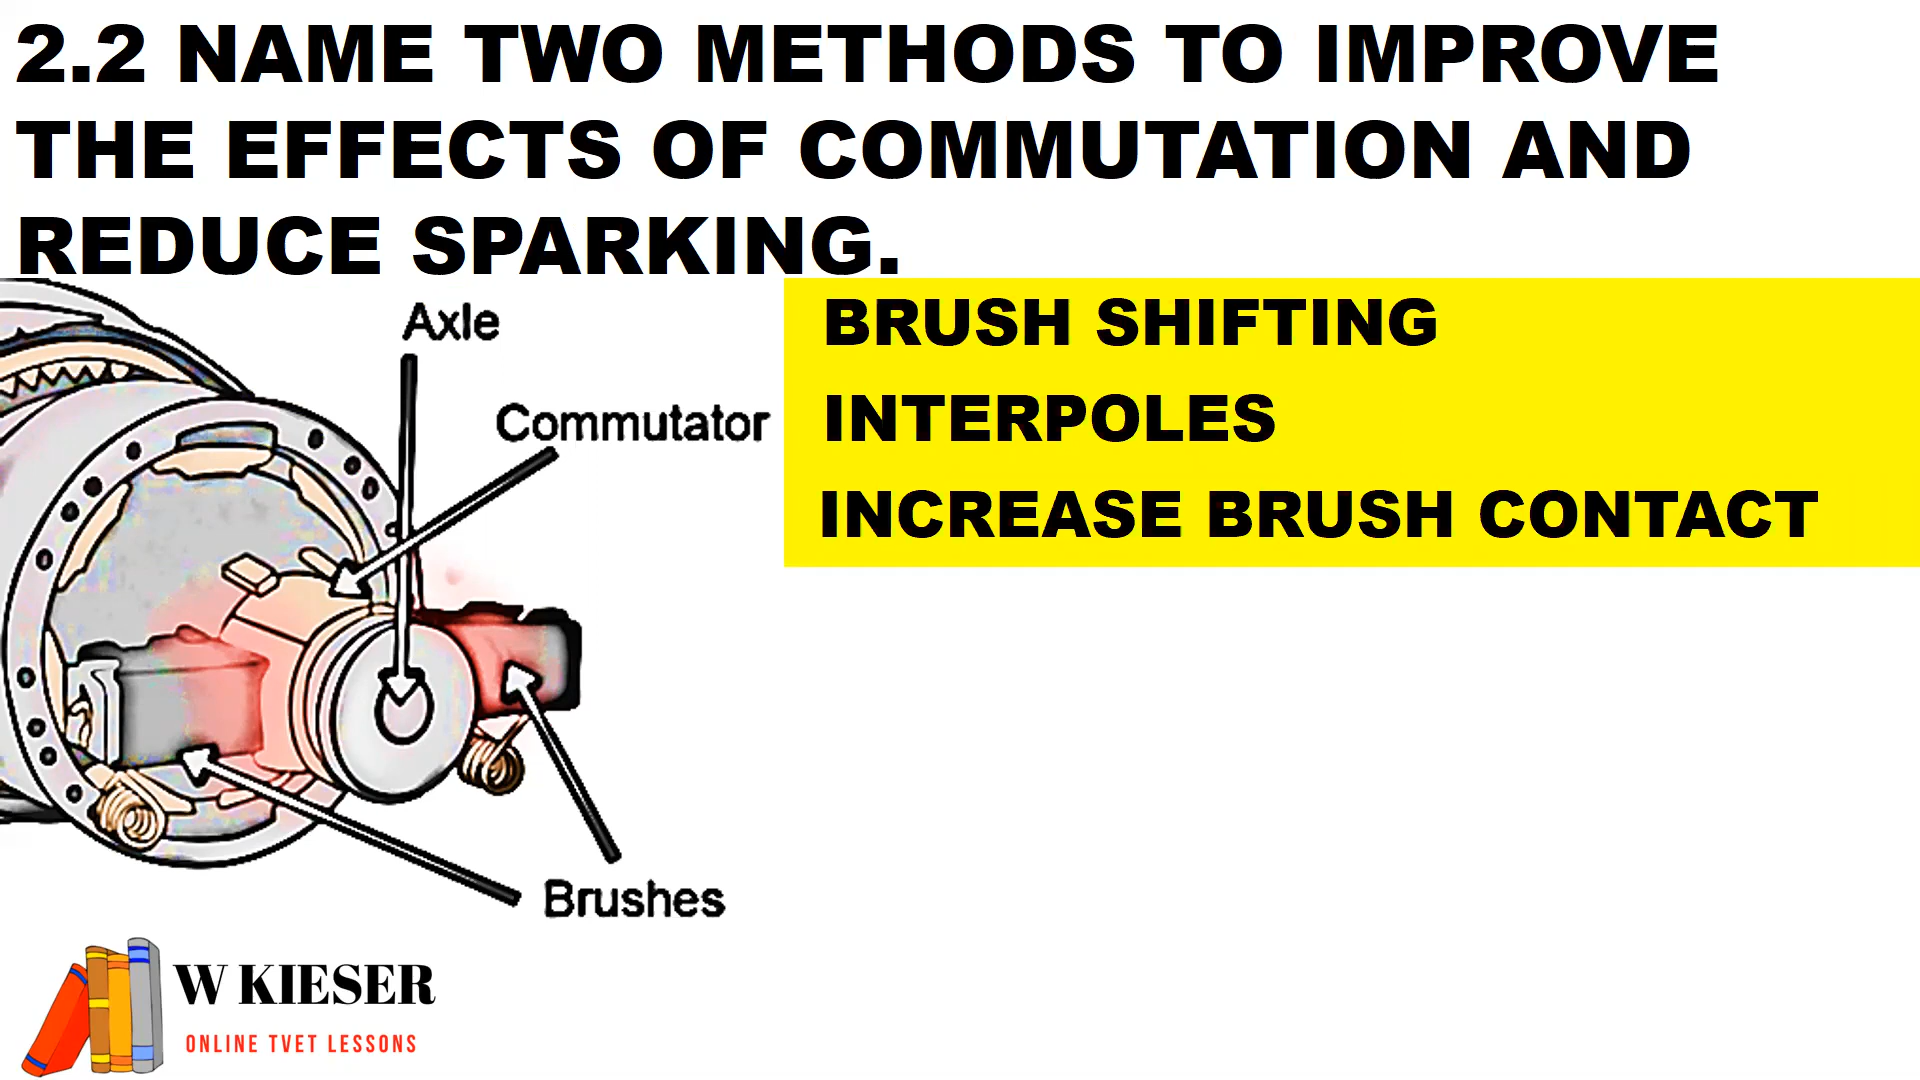 2.2 NAME TWO METHODS TO IMPROVE
THE EFFECTS OF COMMUTATION AND
REDUCE SPARKING.
BRUSH SHIFTING
INTERPOLES
INCREASE BRUSH CONTACT
Axle
Commutator
Brushes
W KIESER
ONLINE TVET LESSONS